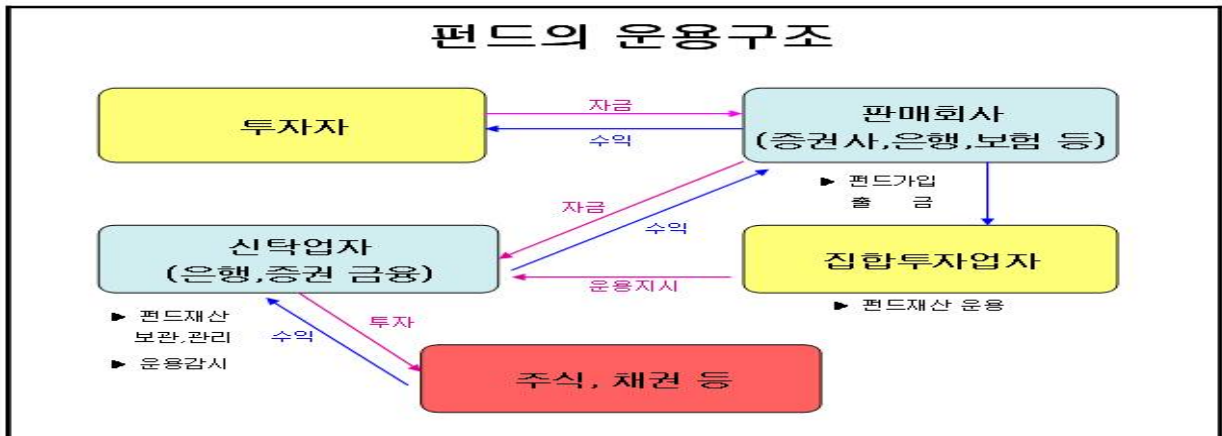 펀드의 운용구조
투자자
자금
수익
판매회사
(증권사,은행,보험 등)
▶ 펀드가입
출 금
자금
수익
신탁업자
(은행,증권 금융)
운용지시
집합투자업자
▶ 펀드재산 운용
▶ 펀드재산
보관,관리
▶ 운용감시
수익
투자
주식, 채권 등